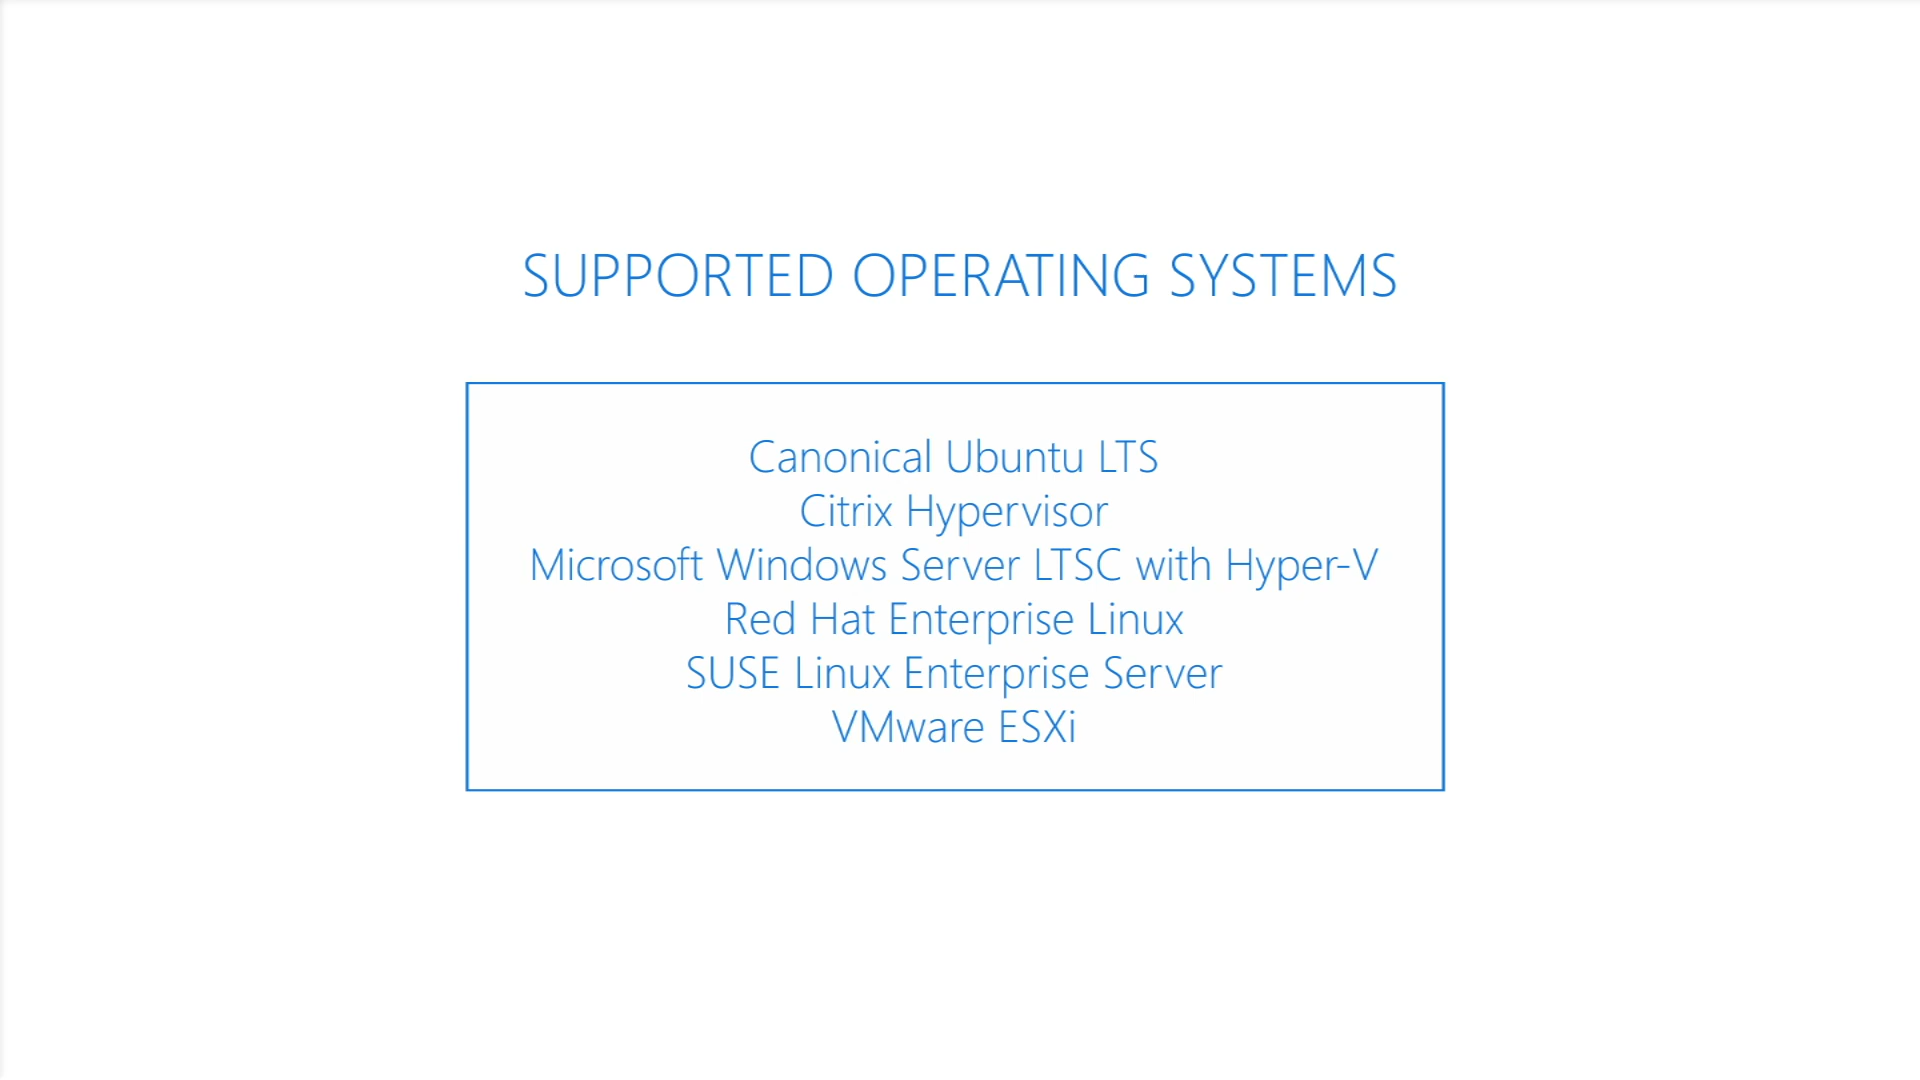 SUPPORTED OPERATING SYSTEMS
Canonical Ubuntu LTS
Citrix Hypervisor
Microsoft Windows Server LTSC with Hyper-V
Red Hat Enterprise Linux
SUSE Linux Enterprise Server
VMware ESXi